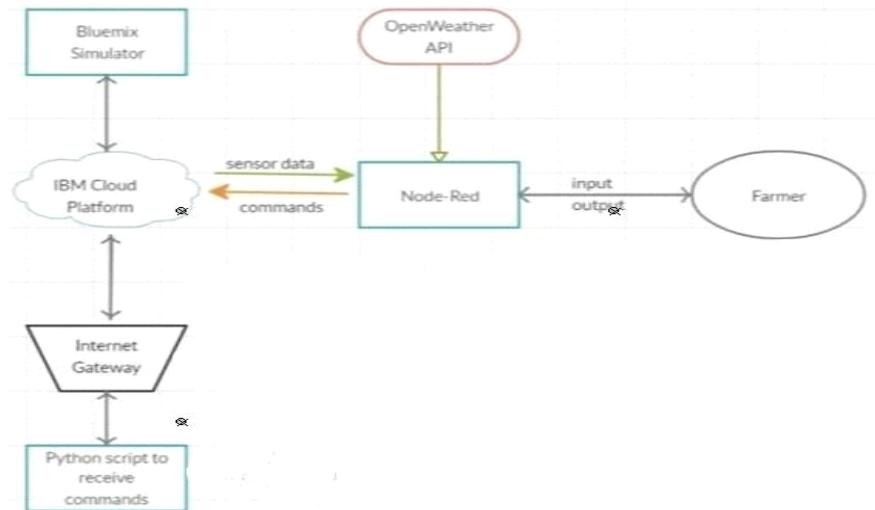 Bluemix
Simulator
OpenWeather
API
sensor data
IBM Cloud
Platform
commands
Node-Red
input
output
Farmer
Internet
Gateway
Python script to
receive
commands